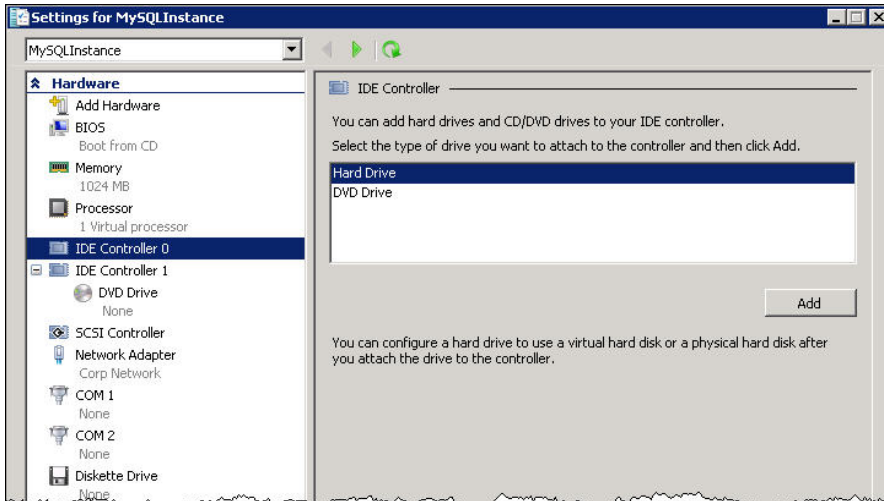 Settings for MySQLInstance
MySQLInstance
Hardware
Add Hardware
BIOS
Boot from CD
Memory
1024 MB
Processor
1 Virtual processor
IDE Controller 0
IDE Controller 1
DVD Drive
None
SCSI Controller
Network Adapter
Corp Network
COM 1
None
COM 2
None
Diskette Drive
None
IDE Controller
You can add hard drives and CD/DVD drives to your IDE controller.
Select the type of drive you want to attach to the controller and then click Add.
Hard Drive
DVD Drive
Add
You can configure a hard drive to use a virtual hard disk or a physical hard disk after
you attach the drive to the controller.